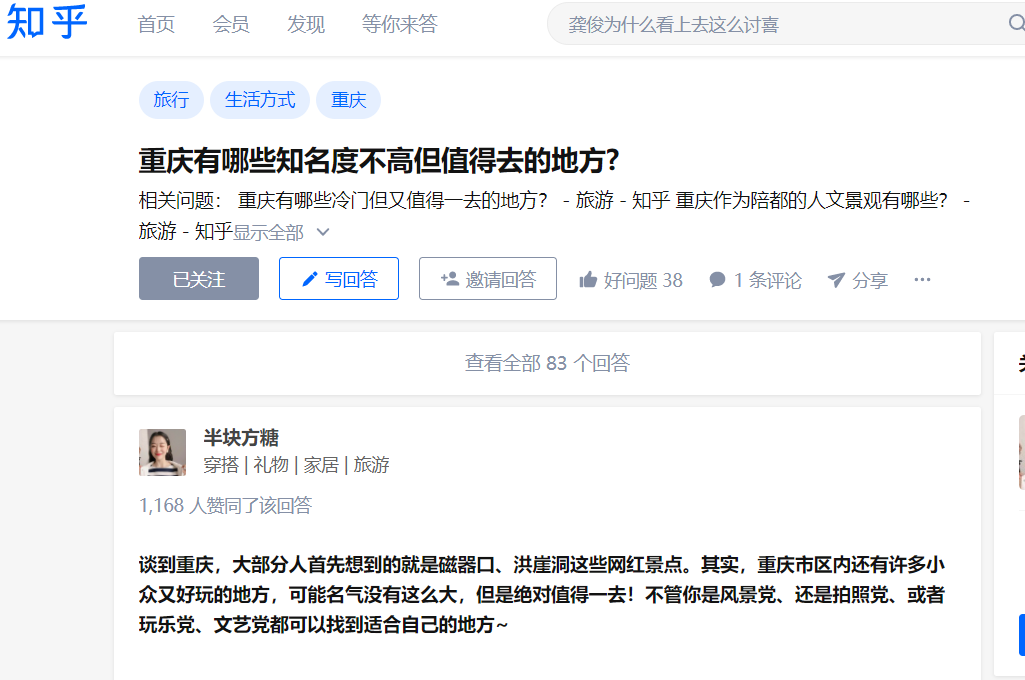 知乎 首页 会员 发现 等你来答 龚俊为什么看上去这么讨喜
旅行 生活方式 重庆
重庆有哪些知名度不高但值得去的地方?
相关问题： 重庆有哪些冷门但又值得一去的地方？ - 旅游 - 知乎 重庆作为陪都的人文景观有哪些？ -
旅游 - 知乎显示全部
已关注 写回答 邀请回答 好问题 38 1 条评论 分享 ···
查看全部 83 个回答
半块方糖
穿搭 | 礼物 | 家居 | 旅游
1,168 人赞同了该回答
谈到重庆，大部分人首先想到的就是磁器口、洪崖洞这些网红景点。其实，重庆市区内还有许多小
众又好玩的地方，可能名气没有这么大，但是绝对值得一去！不管你是风景党、还是拍照党、或者
玩乐党、文艺党都可以找到适合自己的地方~